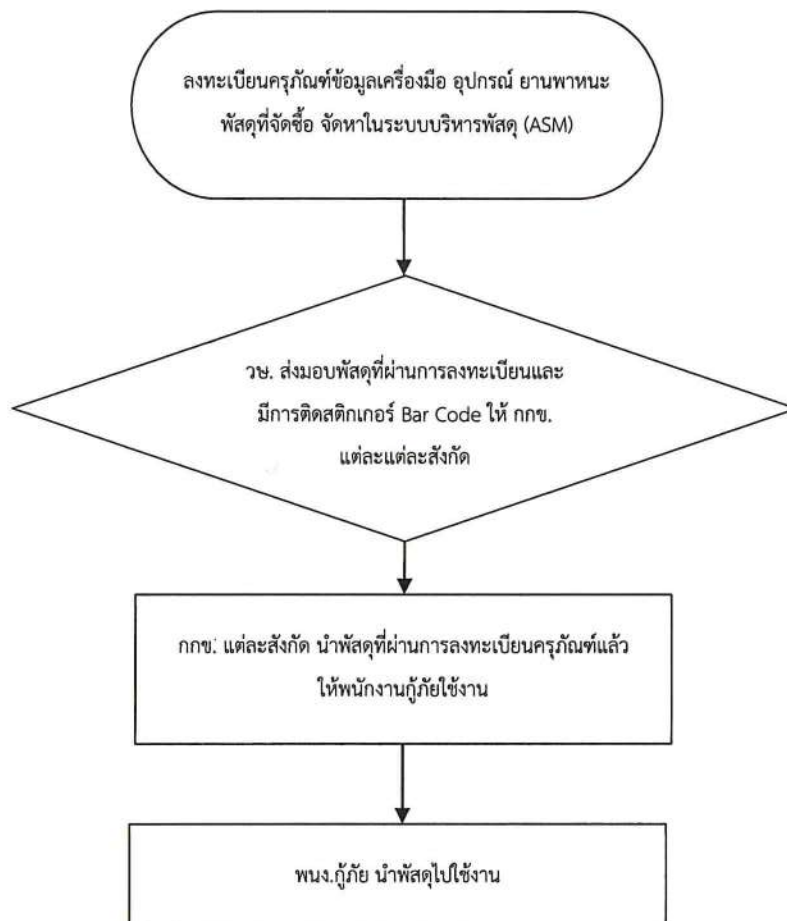 ลงทะเบียนครุภัณฑ์ข้อมูลเครื่องมือ อุปกรณ์ ยานพาหนะ
พัสดุที่จัดซื้อ จัดหาในระบบบริหารพัสดุ (ASM)
วษ. ส่งมอบพัสดุที่ผ่านการลงทะเบียนและ
มีการติดสติกเกอร์ Bar Code ให้ กกข.
แต่ละแต่ละสังกัด
กกข. แต่ละสังกัด นำพัสดุที่ผ่านการลงทะเบียนครุภัณฑ์แล้ว
ให้พนักงานกู้ภัยใช้งาน
พนง.กู้ภัย นำพัสดุไปใช้งาน